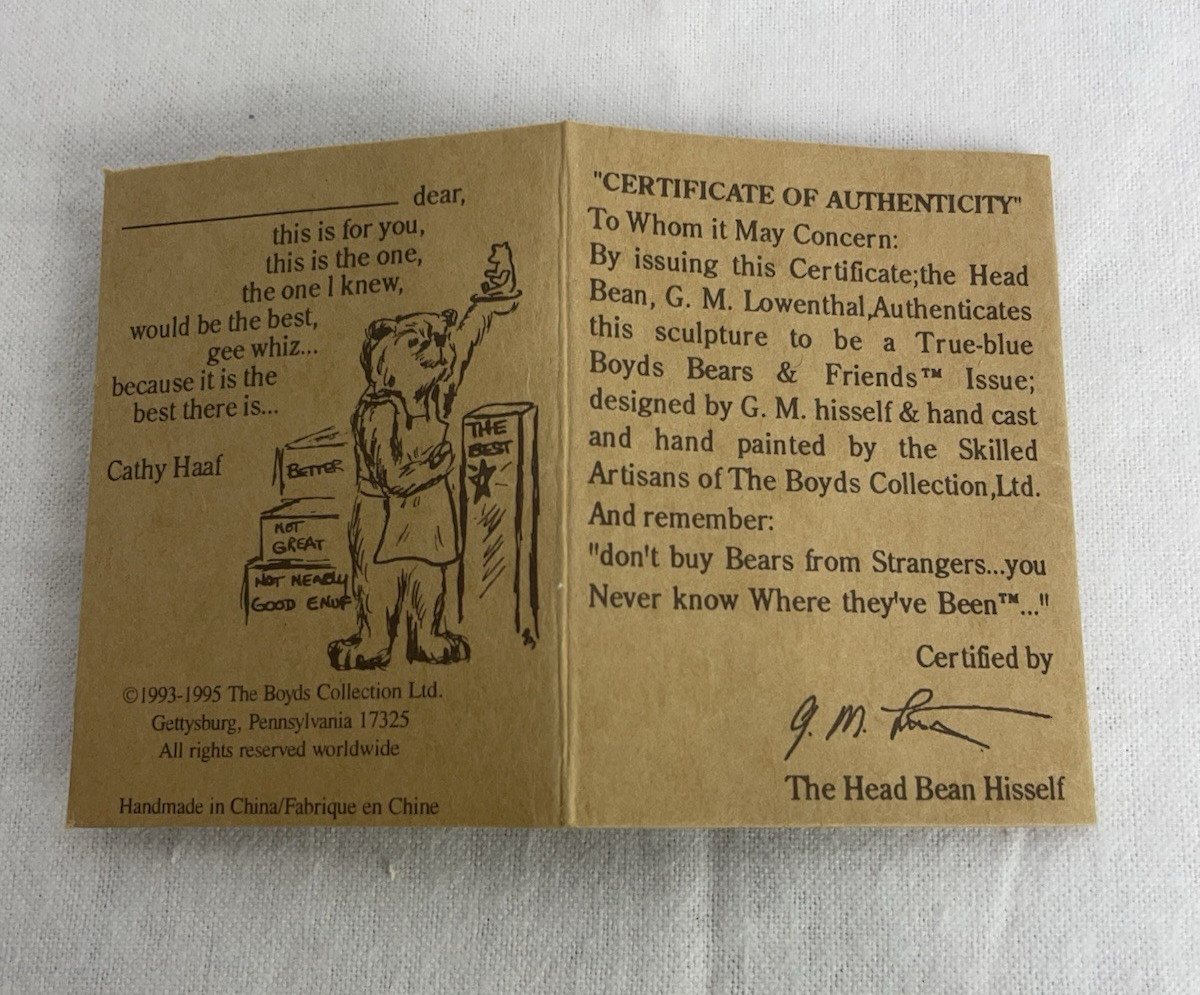 _______________ dear,
this is for you,
this is the one,
the one I knew,
would be the best,
gee whiz...
because it is the
best there is...
Cathy Haaf
THE
BEST
BETTER
NOT
GREAT
NOT NEARLY
GOOD ENUF
©1993-1995 The Boyds Collection Ltd.
Gettysburg, Pennsylvania 17325
All rights reserved worldwide
Handmade in China/Fabrique en Chine
"CERTIFICATE OF AUTHENTICITY"
To Whom it May Concern:
By issuing this Certificate;the Head
Bean, G. M. Lowenthal,Authenticates
this sculpture to be a True-blue
Boyds Bears & Friends™ Issue;
designed by G. M. hisself & hand cast
and hand painted by the Skilled
Artisans of The Boyds Collection,Ltd.
And remember:
"don't buy Bears from Strangers...you
Never know Where they've Been™..."
Certified by
G. M.
The Head Bean Hisself